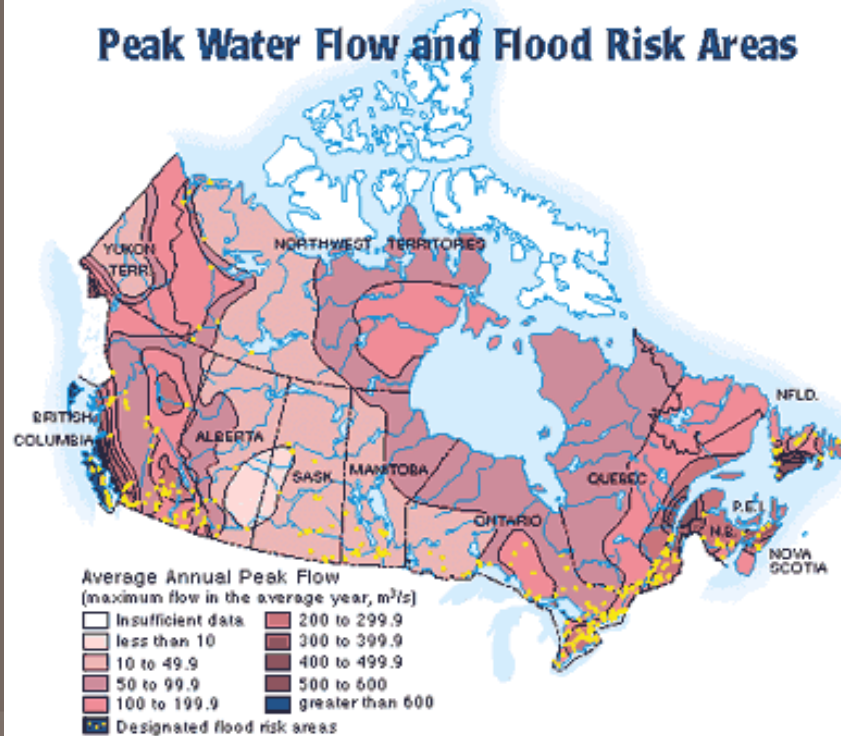 Peak Water Flow and Flood Risk Areas
YUKON
TERR.
NORTHWEST TERRITORIES
NFLD.
BRITISH
COLUMBIA
ALBERTA
SASK
MANITOBA
QUEBEC
ONTARIO
P.E.I.
N.B.
NOVA
SCOTIA
Average Annual Peak Flow
(maximum flow in the average year, m³/s)
Insufficient data
less than 10
10 to 49.9
50 to 99.9
100 to 199.9
200 to 299.9
300 to 399.9
400 to 499.9
500 to 600
greater than 600
Designated flood risk areas